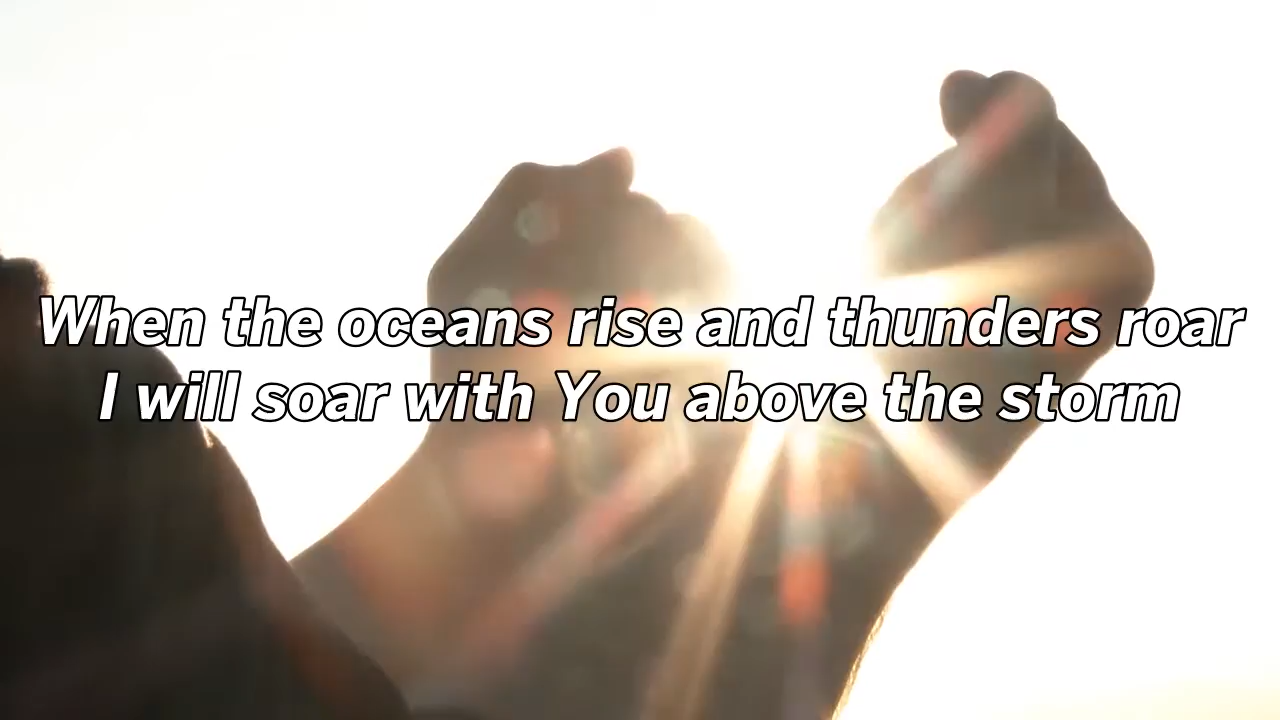 When the oceans rise and thunders roar
I will soar with You above the storm